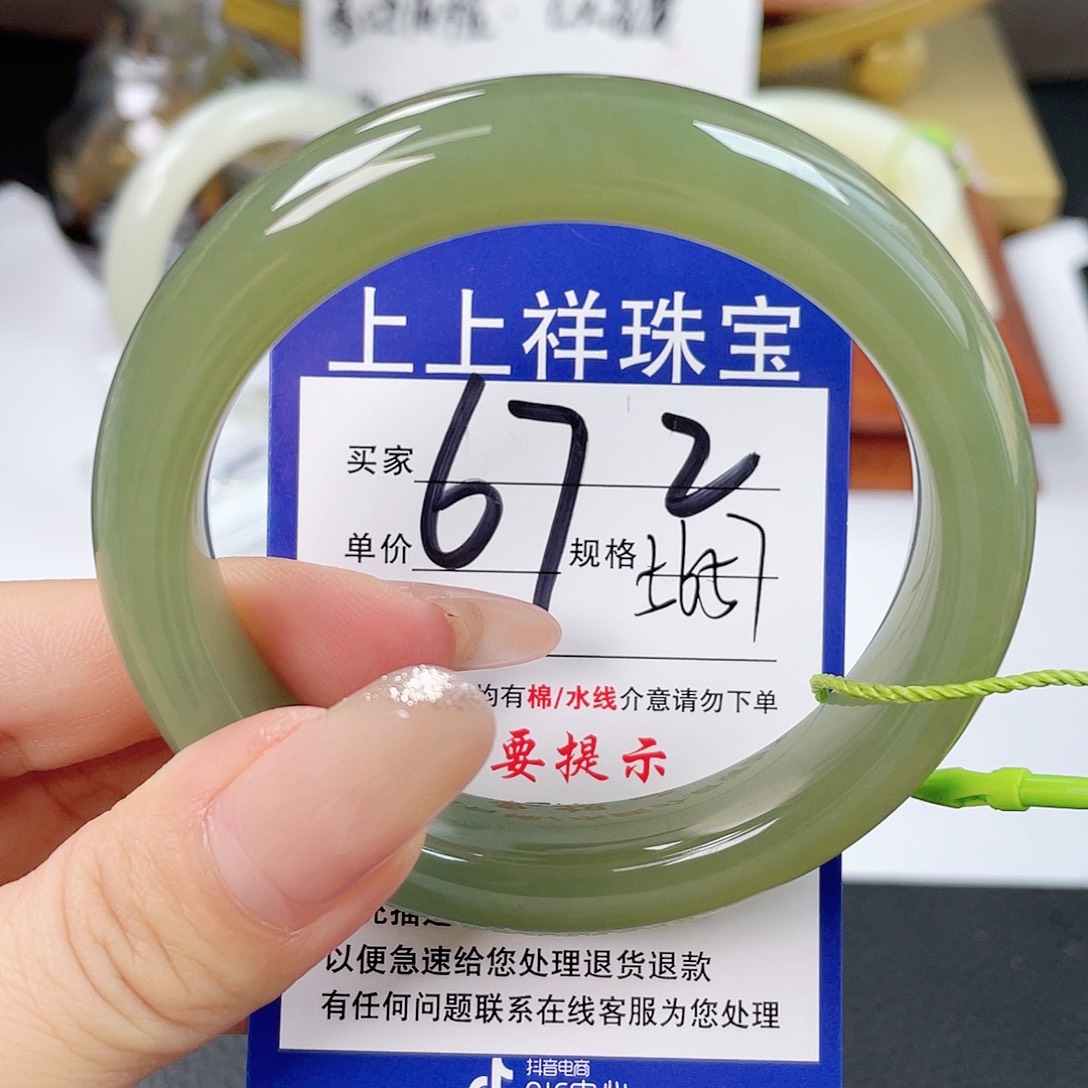 上上祥珠宝
买家 67 2
单价 规格
均有棉/水线介意请勿下单
要提示
以便急速给您处理退货退款
有任何问题联系在线客服为您处理
抖音电商